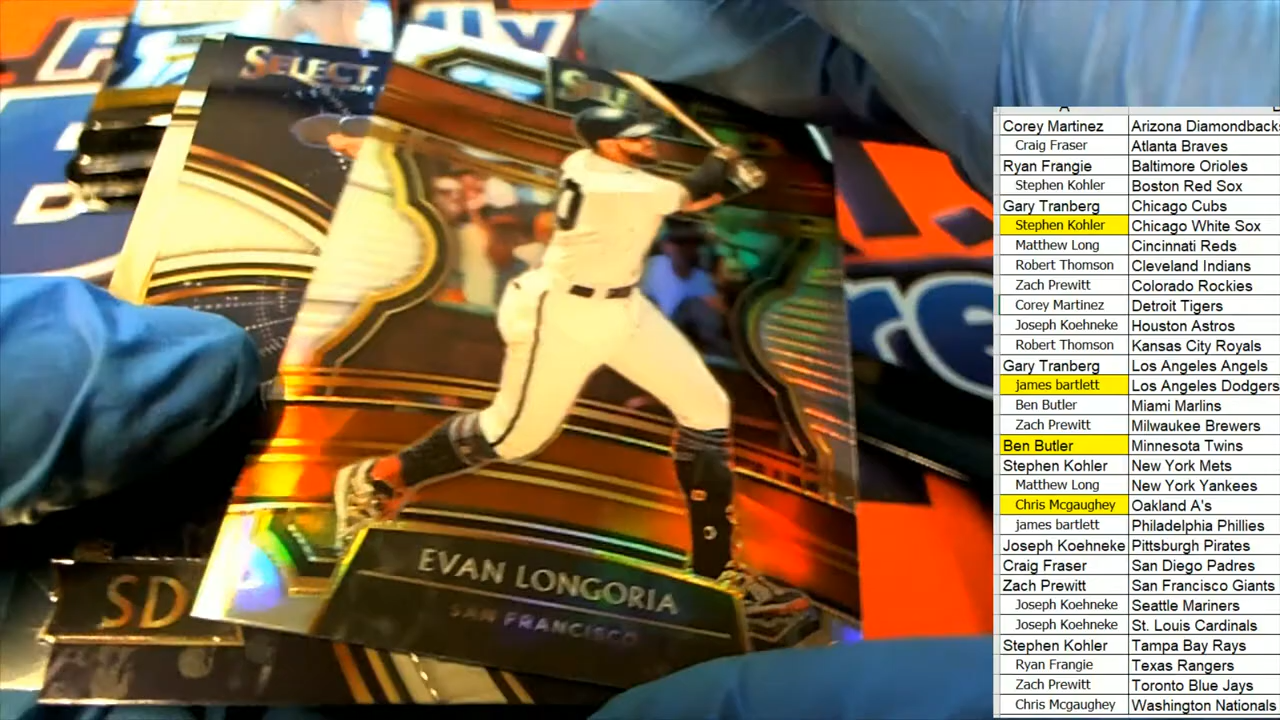 SELECT
SELE
0
EVAN LONGORIA
SAN FRANCISCO
SD
A
Corey Martinez Arizona Diamondback
Craig Fraser Atlanta Braves
Ryan Frangie Baltimore Orioles
Stephen Kohler Boston Red Sox
Gary Tranberg Chicago Cubs
Stephen Kohler Chicago White Sox
Matthew Long Cincinnati Reds
Robert Thomson Cleveland Indians
Zach Prewitt Colorado Rockies
Corey Martinez Detroit Tigers
Joseph Koehneke Houston Astros
Robert Thomson Kansas City Royals
Gary Tranberg Los Angeles Angels
james bartlett Los Angeles Dodgers
Ben Butler Miami Marlins
Zach Prewitt Milwaukee Brewers
Ben Butler Minnesota Twins
Stephen Kohler New York Mets
Matthew Long New York Yankees
Chris Mcgaughey Oakland A's
james bartlett Philadelphia Phillies
Joseph Koehneke Pittsburgh Pirates
Craig Fraser San Diego Padres
Zach Prewitt San Francisco Giants
Joseph Koehneke Seattle Mariners
Joseph Koehneke St. Louis Cardinals
Stephen Kohler Tampa Bay Rays
Ryan Frangie Texas Rangers
Zach Prewitt Toronto Blue Jays
Chris Mcgaughey Washington Nationals